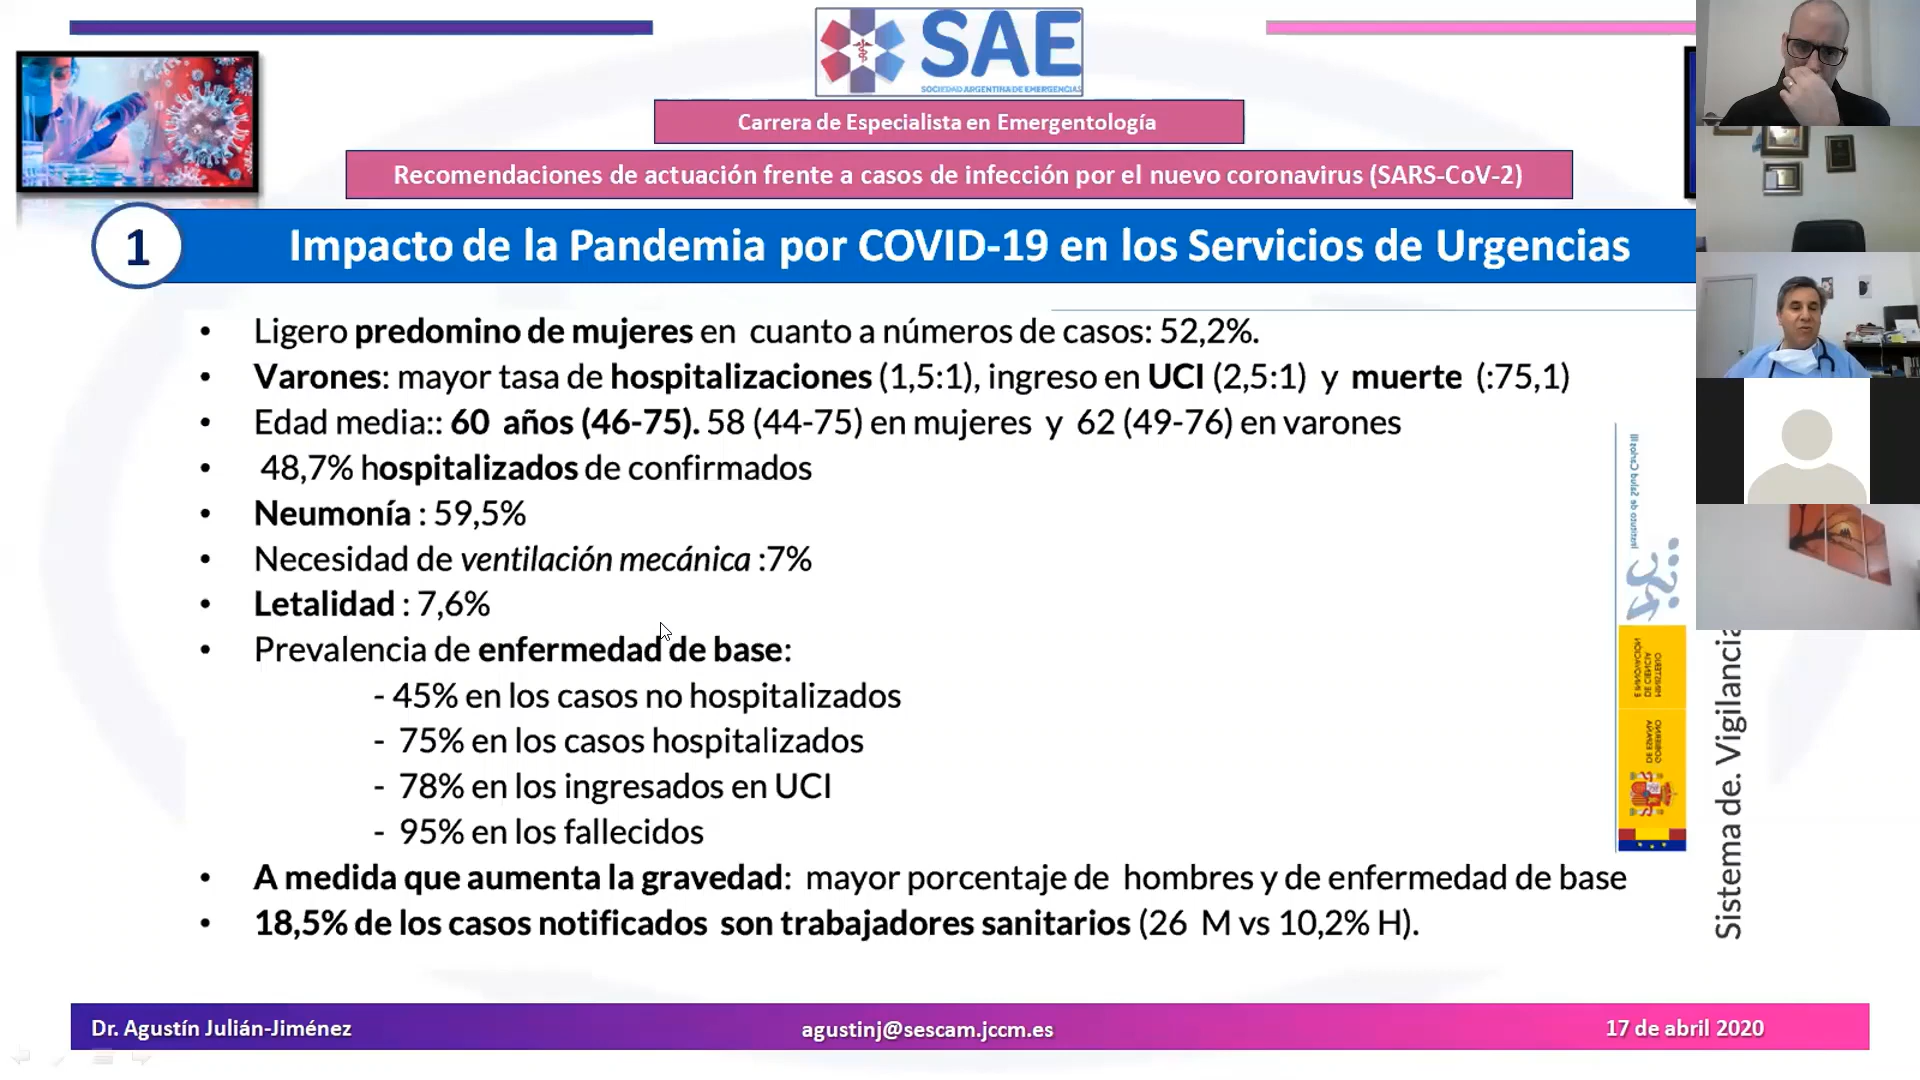 SAE
SOCIEDAD ARGENTINA DE EMERGENCIAS
Carrera de Especialista en Emergentología
Recomendaciones de actuación frente a casos de infección por el nuevo coronavirus (SARS-CoV-2)
1
Impacto de la Pandemia por COVID-19 en los Servicios de Urgencias
• Ligero predomino de mujeres en cuanto a números de casos: 52,2%.
• Varones: mayor tasa de hospitalizaciones (1,5:1), ingreso en UCI (2,5:1) y muerte (:75,1)
• Edad media:: 60 años (46-75). 58 (44-75) en mujeres y 62 (49-76) en varones
• 48,7% hospitalizados de confirmados
• Neumonía : 59,5%
• Necesidad de ventilación mecánica :7%
• Letalidad : 7,6%
• Prevalencia de enfermedad de base:
- 45% en los casos no hospitalizados
- 75% en los casos hospitalizados
- 78% en los ingresados en UCI
- 95% en los fallecidos
• A medida que aumenta la gravedad: mayor porcentaje de hombres y de enfermedad de base
• 18,5% de los casos notificados son trabajadores sanitarios (26 M vs 10,2% H).
Instituto de Salud Carlos III
GOBIERNO
DE ESPAÑA
MINISTERIO
DE CIENCIA
E INNOVACIÓN
Sistema de. Vigilancia
Dr. Agustín Julián-Jiménez
agustinj@sescam.jccm.es
17 de abril 2020